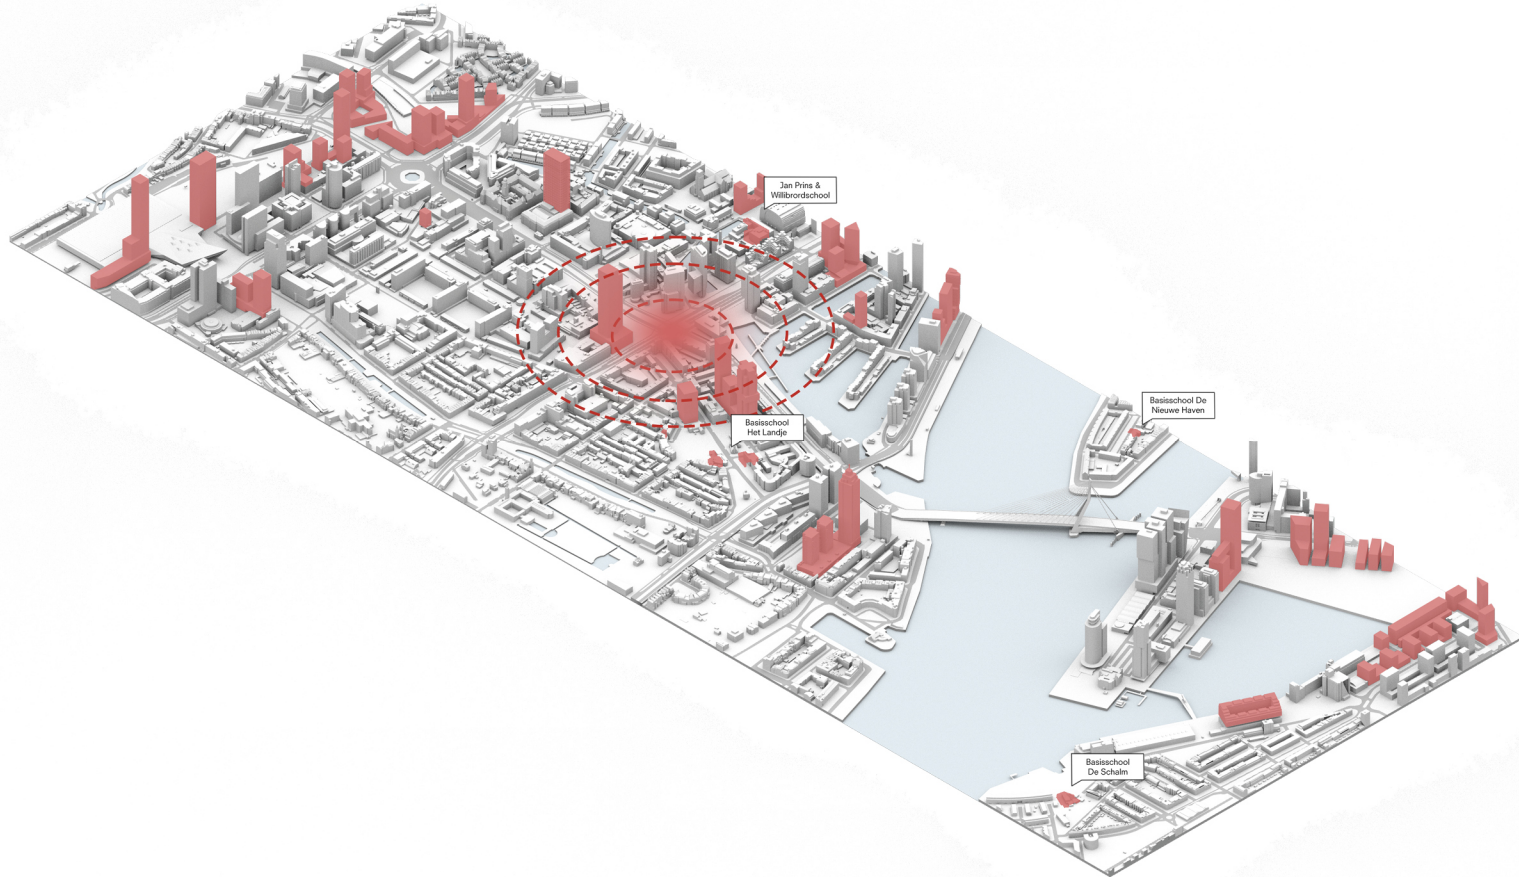 Jan Prins &
Willibrordschool
Basisschool De
Nieuwe Haven
Basisschool
Het Landje
Basisschool
De Schalm